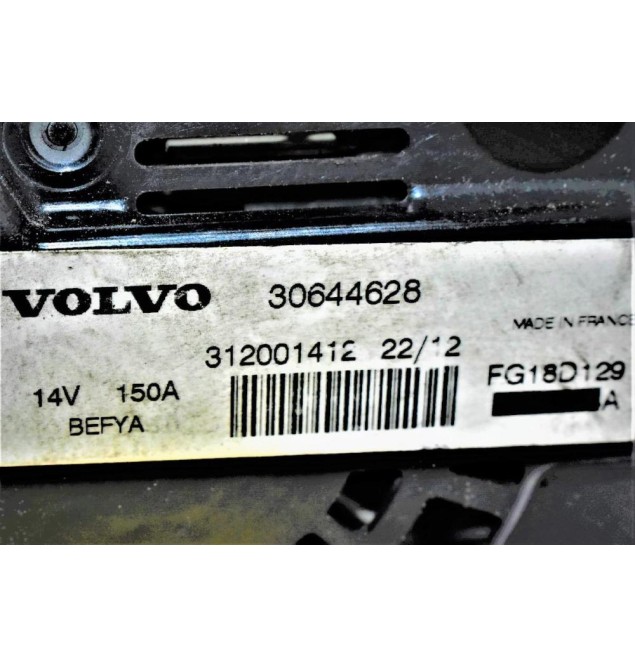 VOLVO 30644628
MADE IN FRANCE
312001412 22/12
14V 150A
FG18D129
A
BEFYA